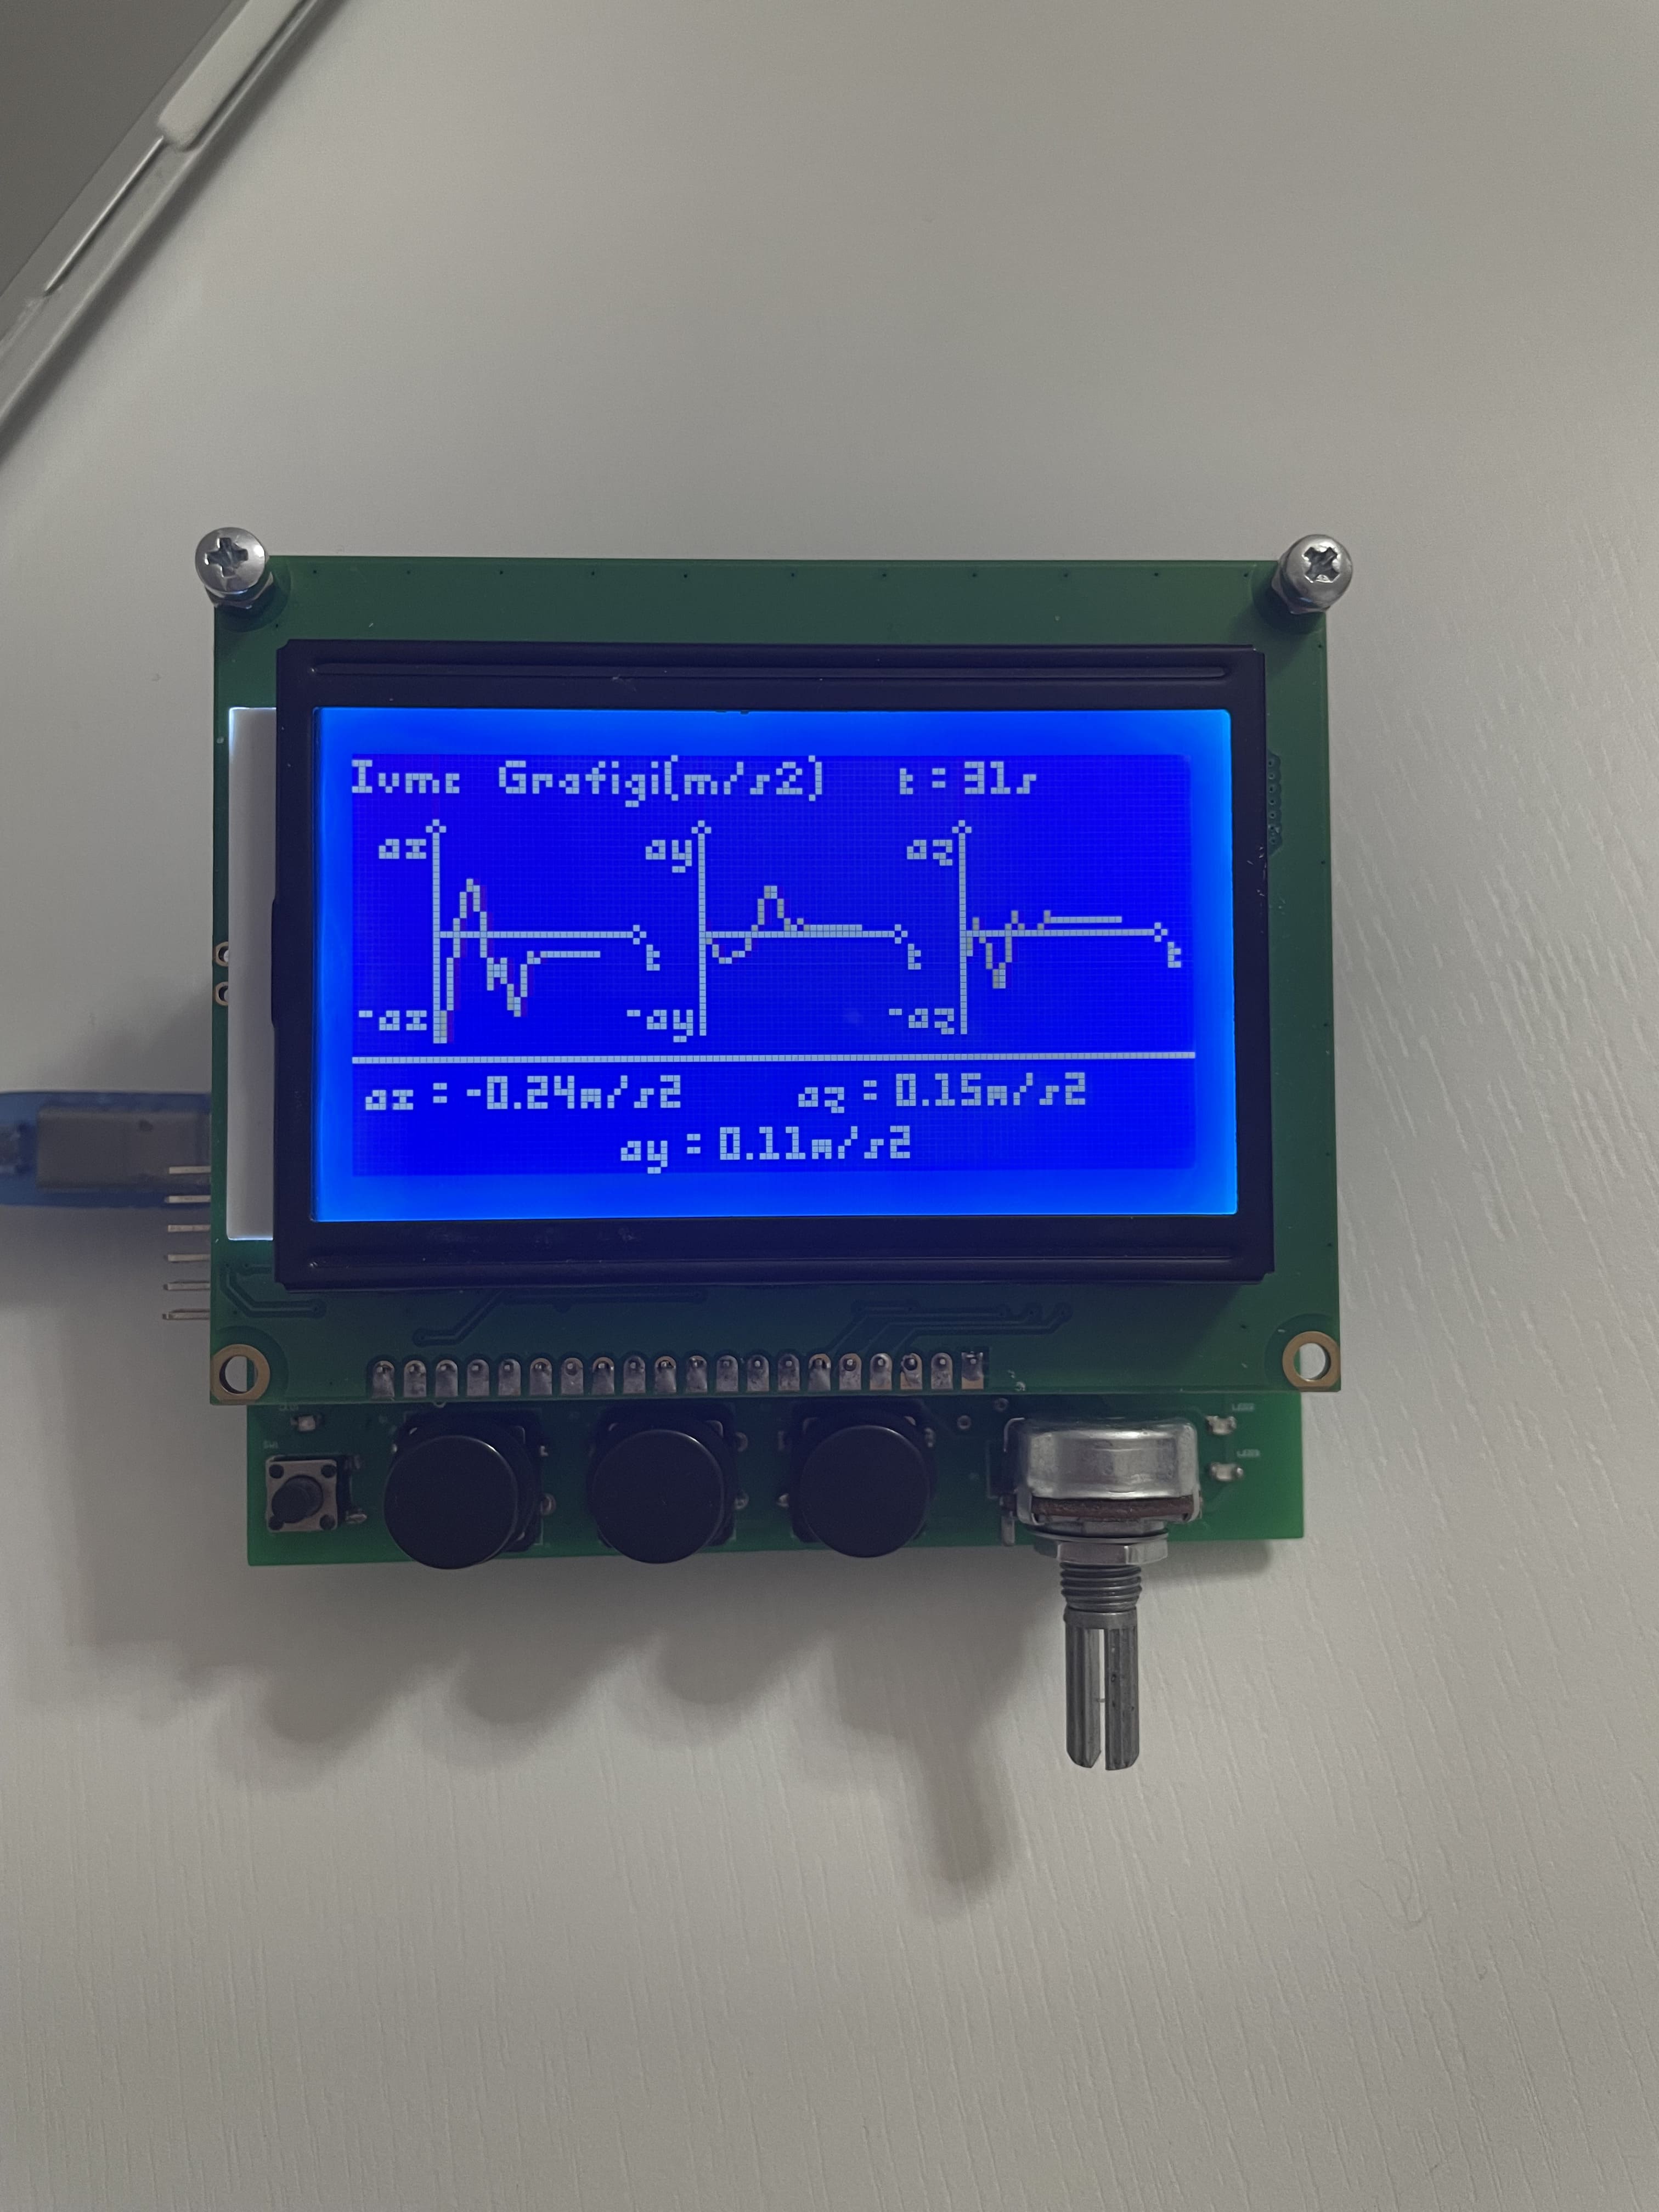 Ivme Grafigi(m/s2) t=31s
ax ay az
t t t
-ax -ay -az
ax=-0.24m/s2 az=0.15m/s2
ay=0.11m/s2